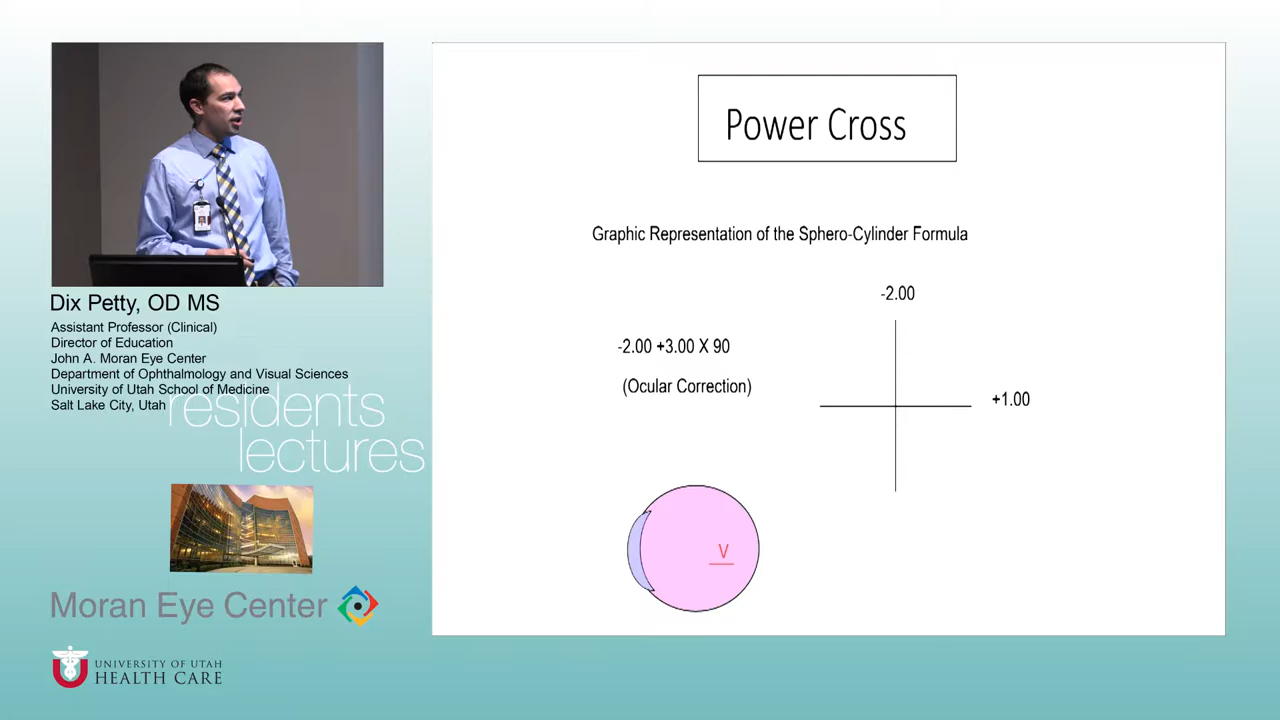 Power Cross
Graphic Representation of the Sphero-Cylinder Formula
-2.00
-2.00 +3.00 X 90
(Ocular Correction)
+1.00
V
Dix Petty, OD MS
Assistant Professor (Clinical)
Director of Education
John A. Moran Eye Center
Department of Ophthalmology and Visual Sciences
University of Utah School of Medicine
Salt Lake City, Utah
residents
lectures
Moran Eye Center
U
UNIVERSITY OF UTAH
HEALTH CARE